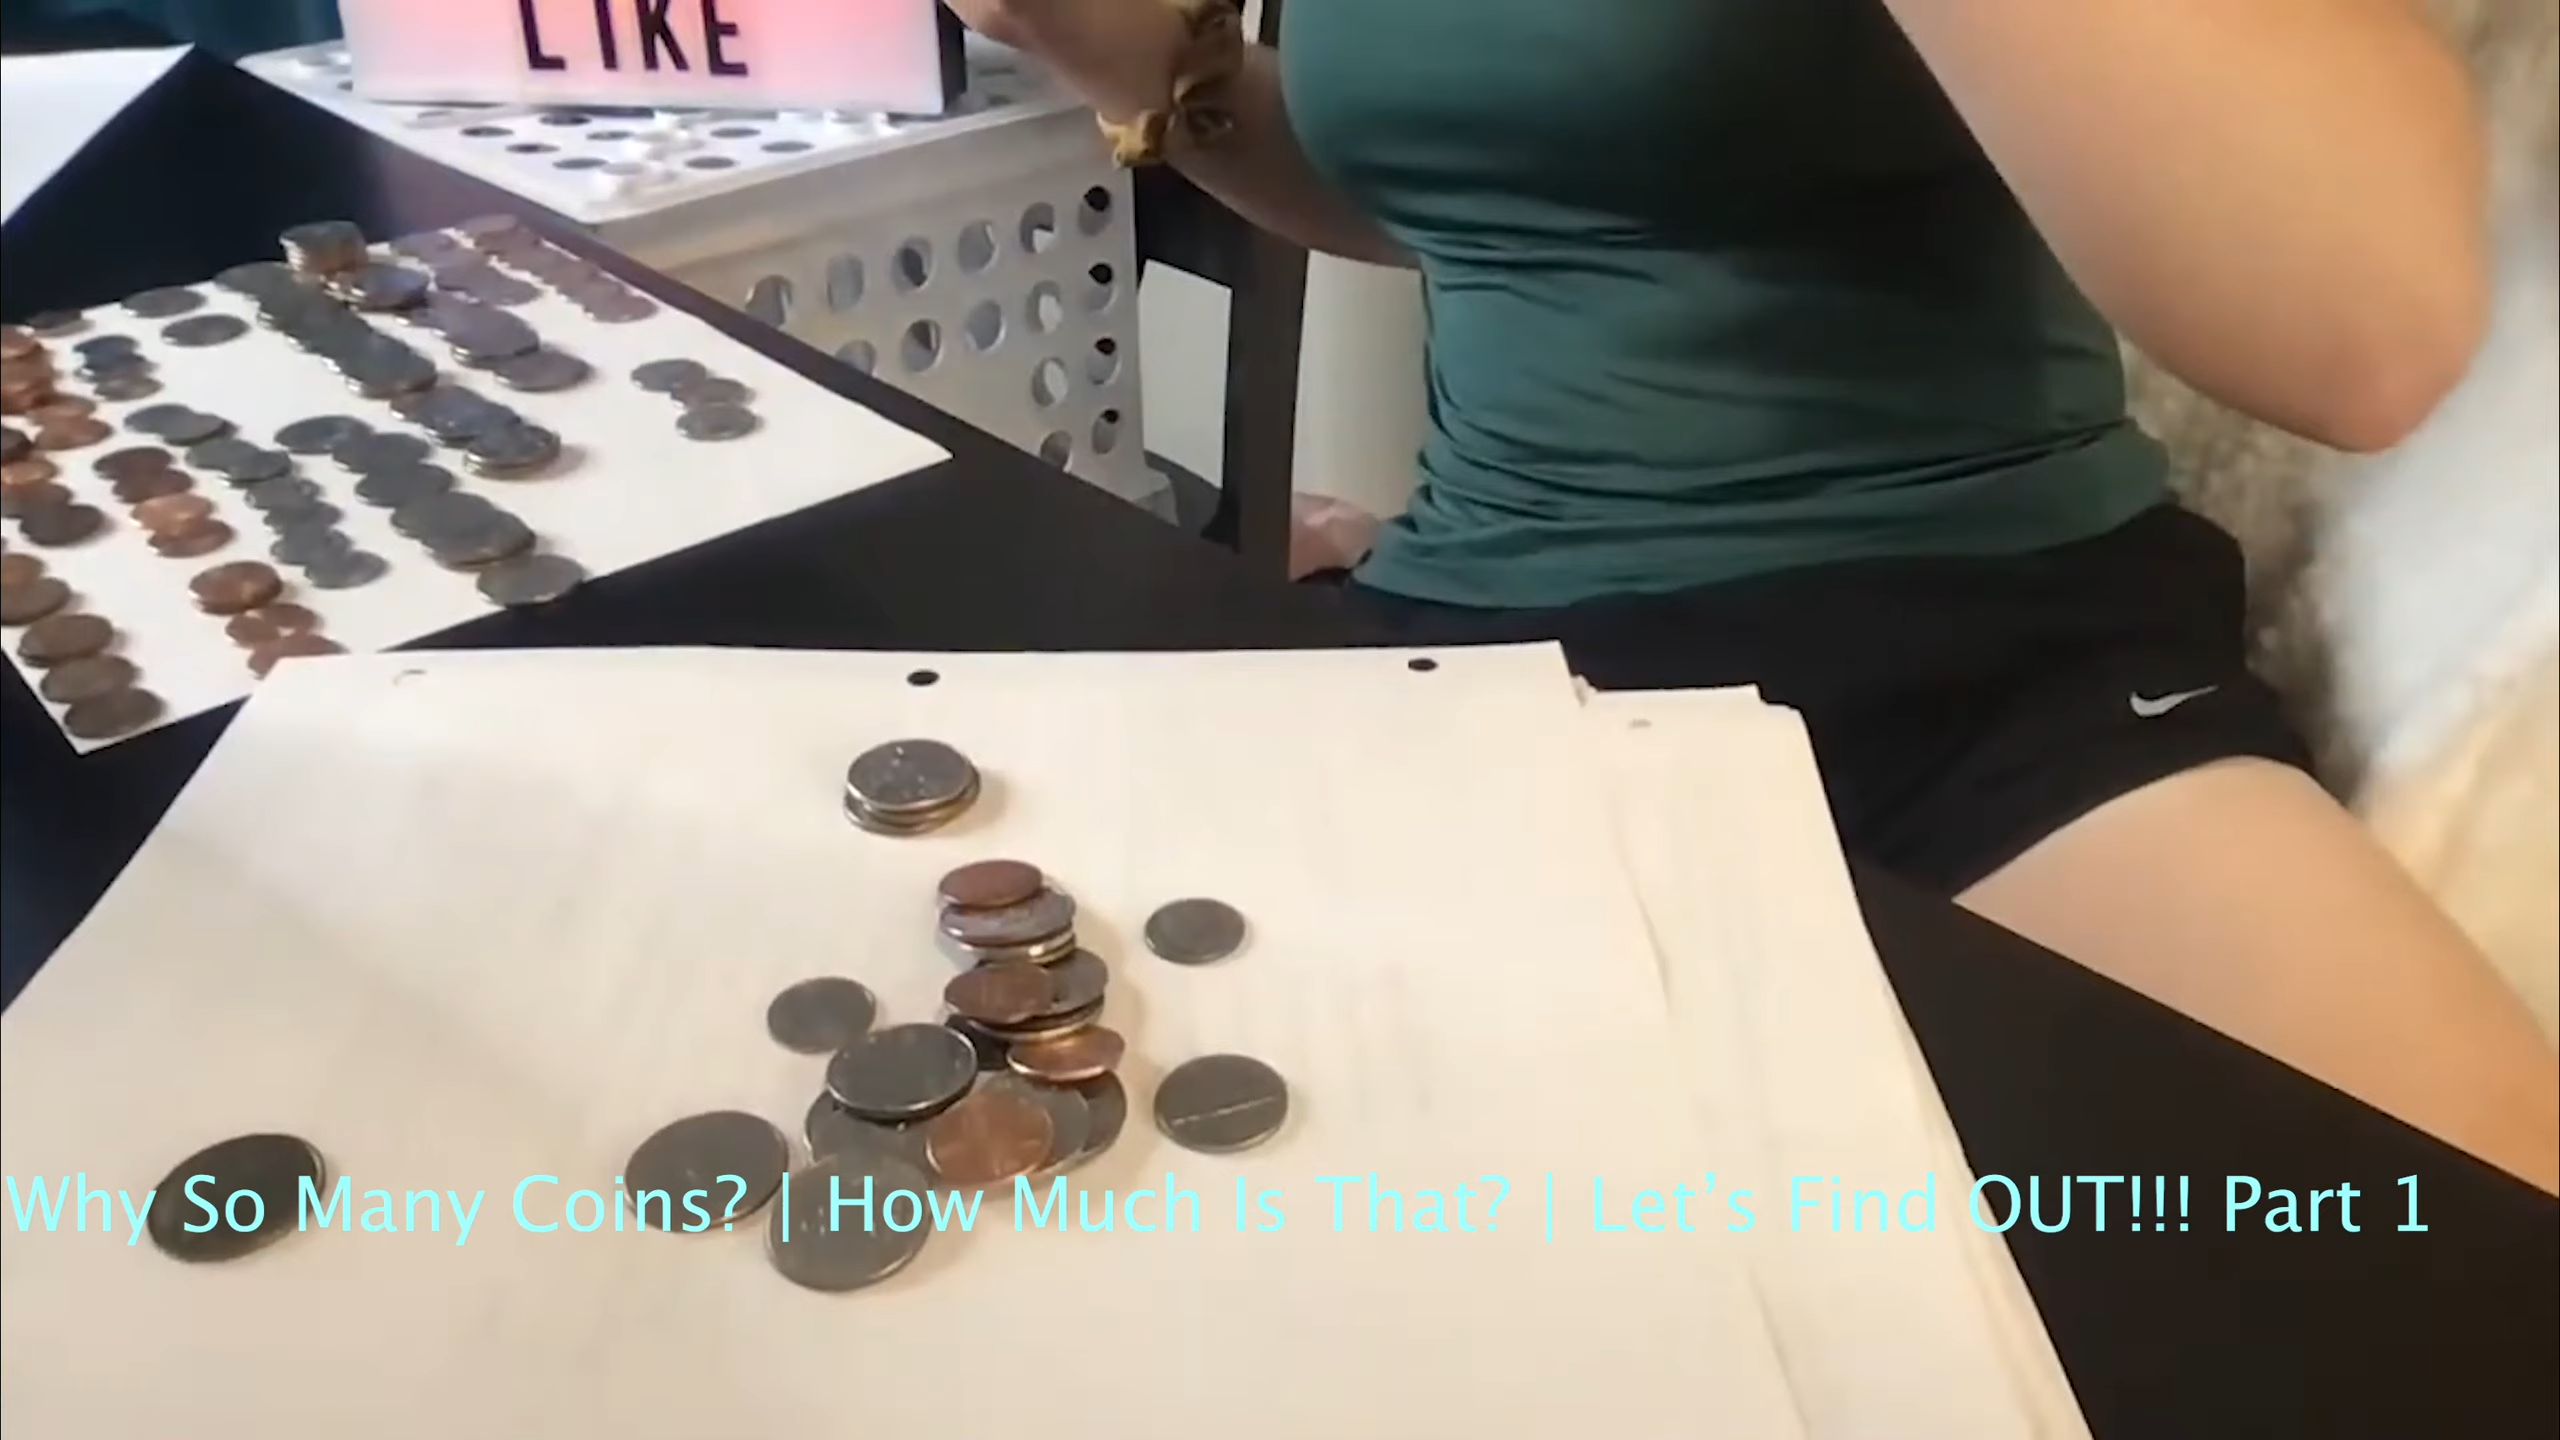 LIKE
Why So Many Coins? | How Much Is That? | Let’s Find OUT!!! Part 1